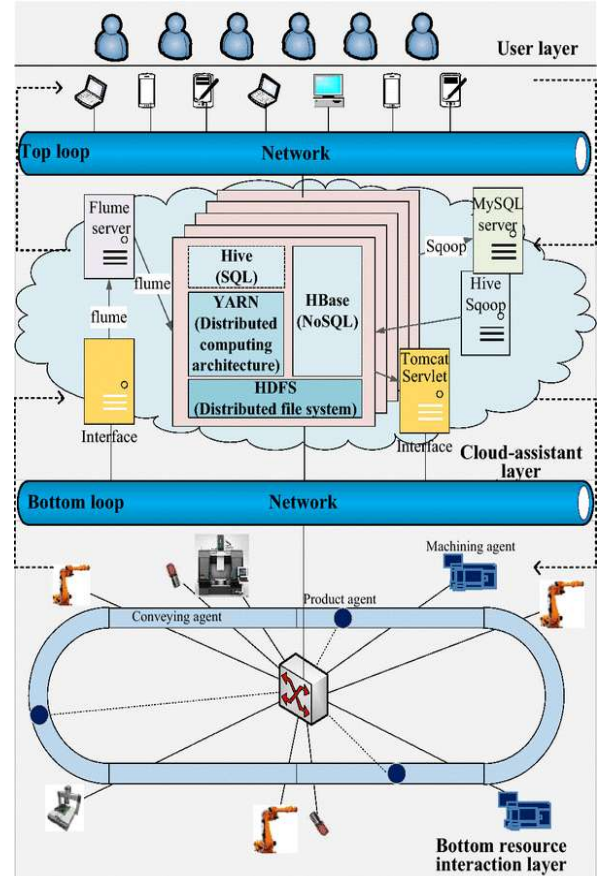 User layer
Top loop
Network
Flume
server
MySQL
server
Sqoop
Hive
(SQL)
flume
HBase
(NoSQL)
Hive
Sqoop
YARN
(Distributed
computing
architecture)
flume
Tomcat
Servlet
HDFS
(Distributed file system)
Interface
Interface
Cloud-assistant
layer
Bottom loop
Network
Machining agent
Product agent
Conveying agent
Bottom resource
interaction layer